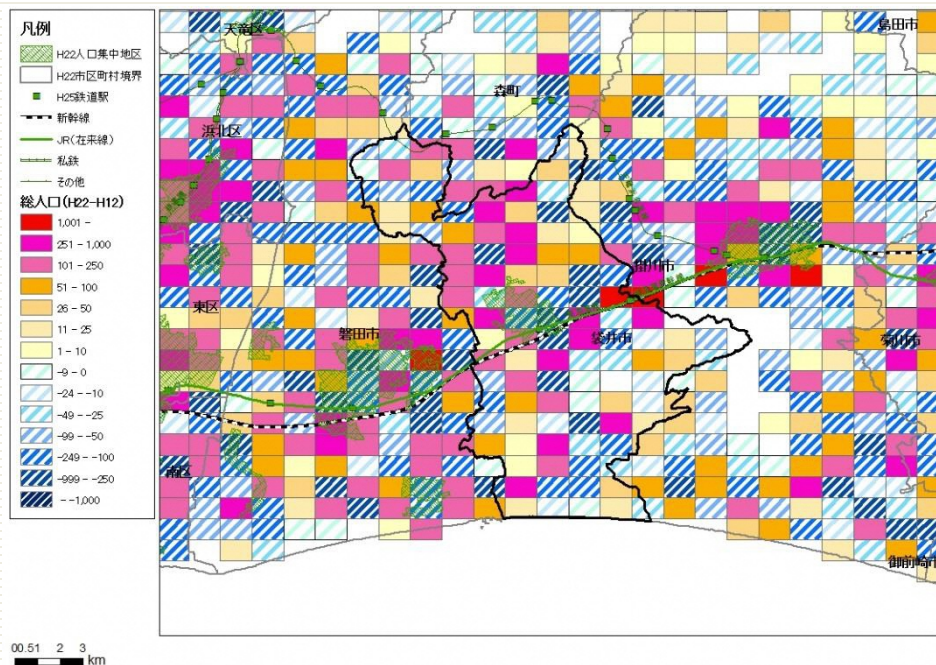 凡例
H22人口集中地区
H22市区町村境界
H25鉄道駅
新幹線
JR(在来線)
私鉄
その他
総人口(H22-H12)
1,001 -
251 - 1,000
101 - 250
51 - 100
26 - 50
11 - 25
1 - 10
-9 - 0
-24 - -10
-49 - -25
-99 - -50
-249 - -100
-999 - -250
- -1,000
天竜区
島田市
森町
浜北区
掛川市
東区
磐田市
袋井市
菊川市
南区
御前崎市
00.51 2 3
km